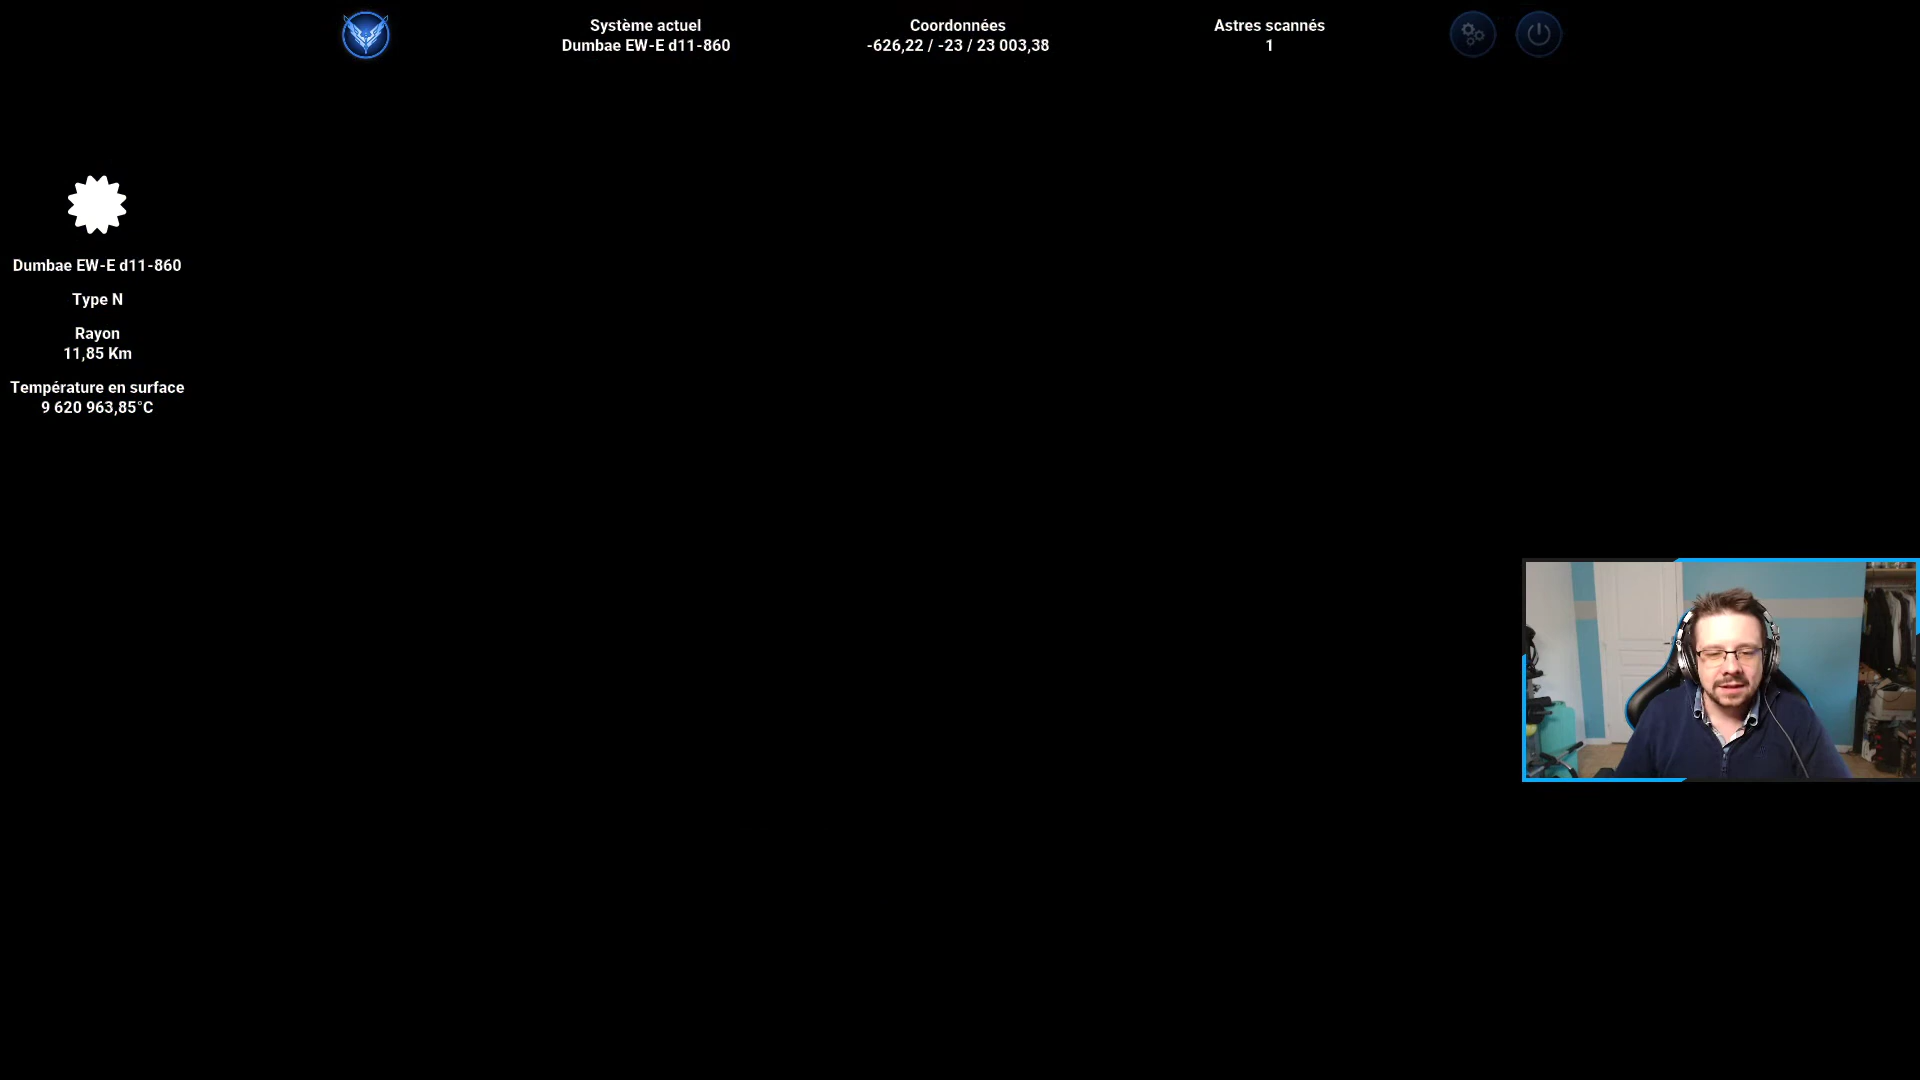 Système actuel
Dumbae EW-E d11-860
Coordonnées
-626,22 / -23 / 23 003,38
Astres scannés
1
Dumbae EW-E d11-860
Type N
Rayon
11,85 Km
Température en surface
9 620 963,85°C